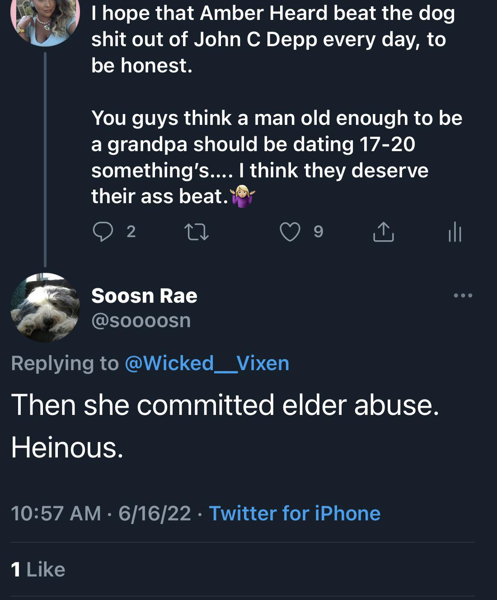 I hope that Amber Heard beat the dog
shit out of John C Depp every day, to
be honest.
You guys think a man old enough to be
a grandpa should be dating 17-20
something's.... I think they deserve
their ass beat.🤷🏼‍♀️
2
9
Soosn Rae
@soooosn
Replying to @Wicked__Vixen
Then she committed elder abuse.
Heinous.
10:57 AM · 6/16/22 · Twitter for iPhone
1 Like